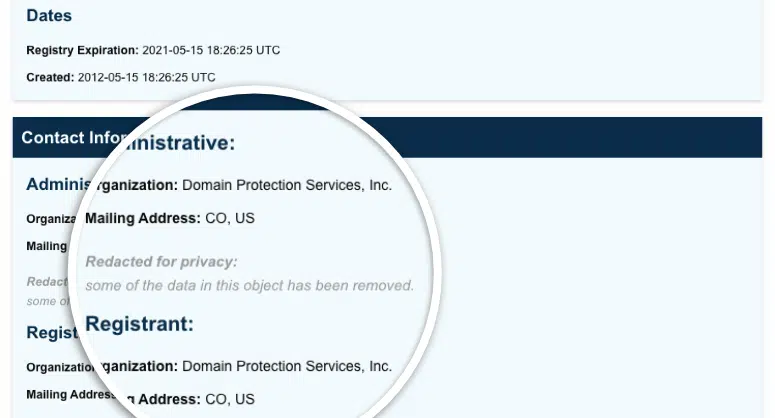 Dates
Registry Expiration: 2021-05-15 18:26:25 UTC
Created: 2012-05-15 18:26:25 UTC
Contact Infor
ministrative:
Adminis
rganization: Domain Protection Services, Inc.
Organiza
Mailing Address: CO, US
Mailing
Redacted for privacy:
Redact
some of the data in this object has been removed.
some of
Registrant:
Regist
ganization: Domain Protection Services, Inc.
Organizatio
Address: CO, US
Mailing Address